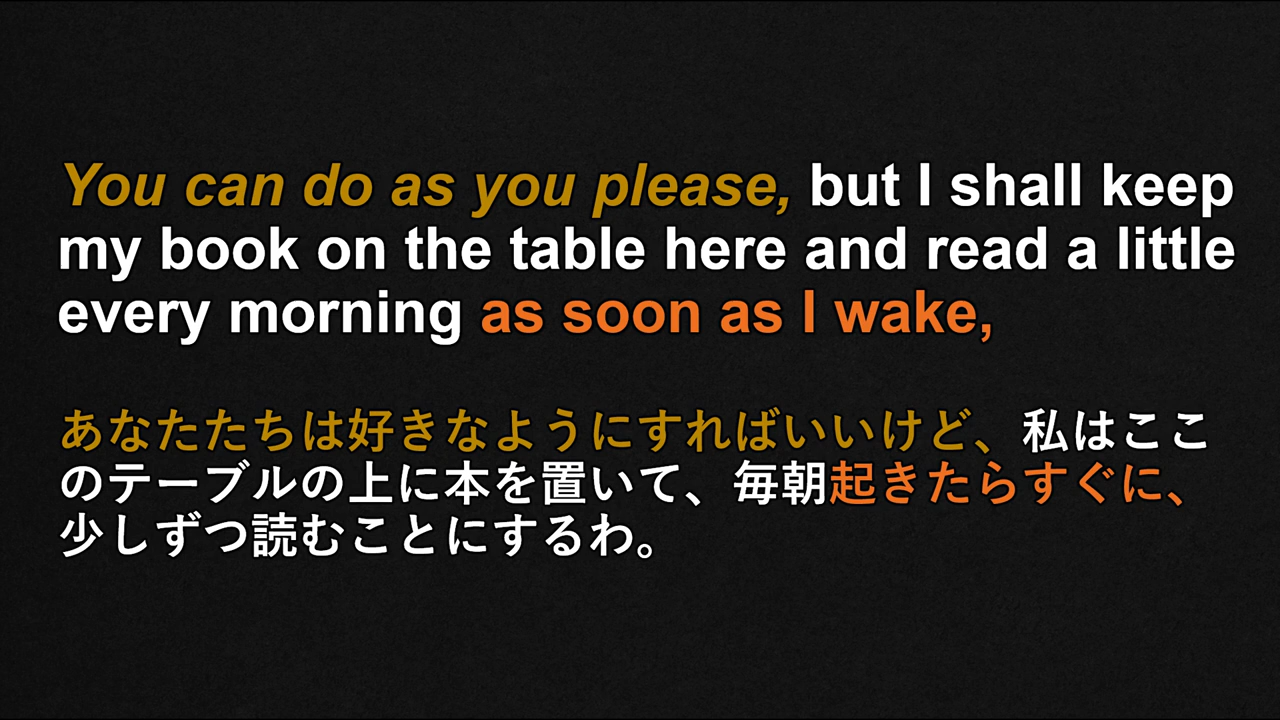 You can do as you please, but I shall keep
my book on the table here and read a little
every morning as soon as I wake,
あなたたちは好きなようにすればいいけど、私はここ
のテーブルの上に本を置いて、毎朝起きたらすぐに、
少しずつ読むことにするわ。